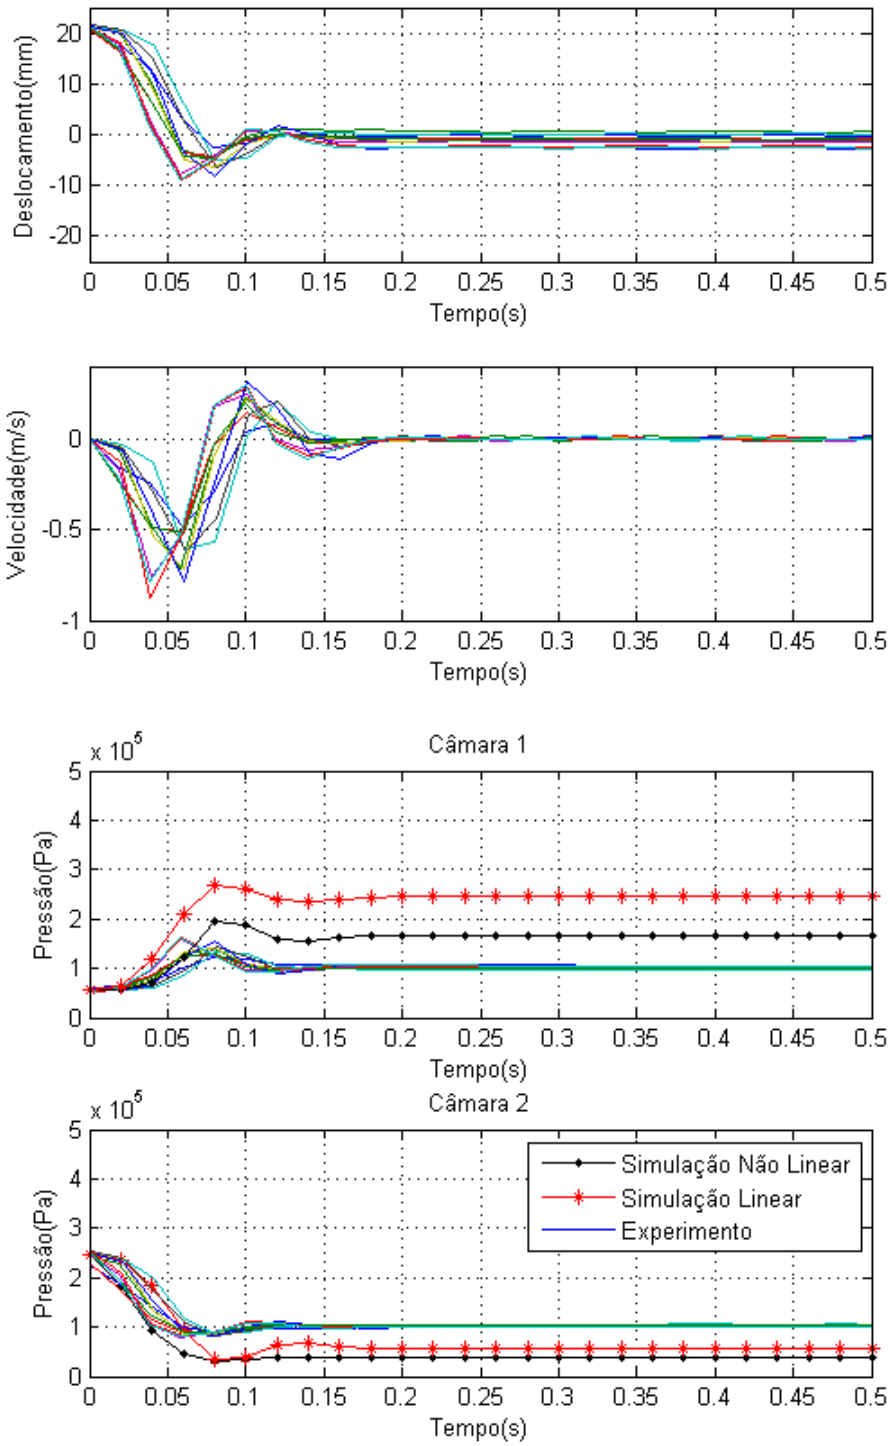 Deslocamento(mm)
20
10
0
-10
-20
0 0.05 0.1 0.15 0.2 0.25 0.3 0.35 0.4 0.45 0.5
Tempo(s)
Velocidade(m/s)
0
-0.5
-1
0 0.05 0.1 0.15 0.2 0.25 0.3 0.35 0.4 0.45 0.5
Tempo(s)
Câmara 1
x 10^5
Pressão(Pa)
5
4
3
2
1
0
0 0.05 0.1 0.15 0.2 0.25 0.3 0.35 0.4 0.45 0.5
Tempo(s)
Câmara 2
x 10^5
Pressão(Pa)
5
4
3
2
1
0
Simulação Não Linear
Simulação Linear
Experimento
0 0.05 0.1 0.15 0.2 0.25 0.3 0.35 0.4 0.45 0.5
Tempo(s)